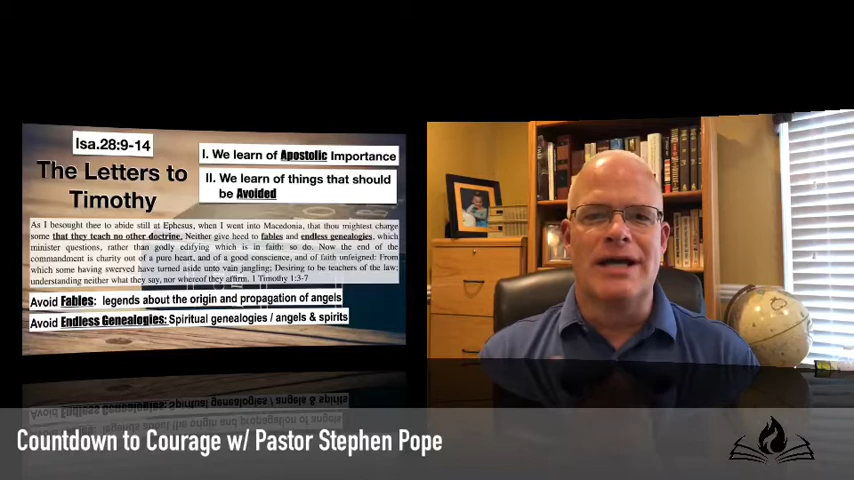 Isa.28:9-14
The Letters to
Timothy
I. We learn of Apostolic Importance
II. We learn of things that should
be Avoided
As I besought thee to abide still at Ephesus, when I went into Macedonia, that thou mightest charge
some that they teach no other doctrine, Neither give heed to fables and endless genealogies, which
minister questions, rather than godly edifying which is in faith: so do. Now the end of the
commandment is charity out of a pure heart, and of a good conscience, and of faith unfeigned: From
which some having swerved have turned aside unto vain jangling; Desiring to be teachers of the law;
understanding neither what they say, nor whereof they affirm. 1 Timothy 1:3-7
Avoid Fables: legends about the origin and propagation of angels
Avoid Endless Genealogies: Spiritual genealogies / angels & spirits
Countdown to Courage w/ Pastor Stephen Pope